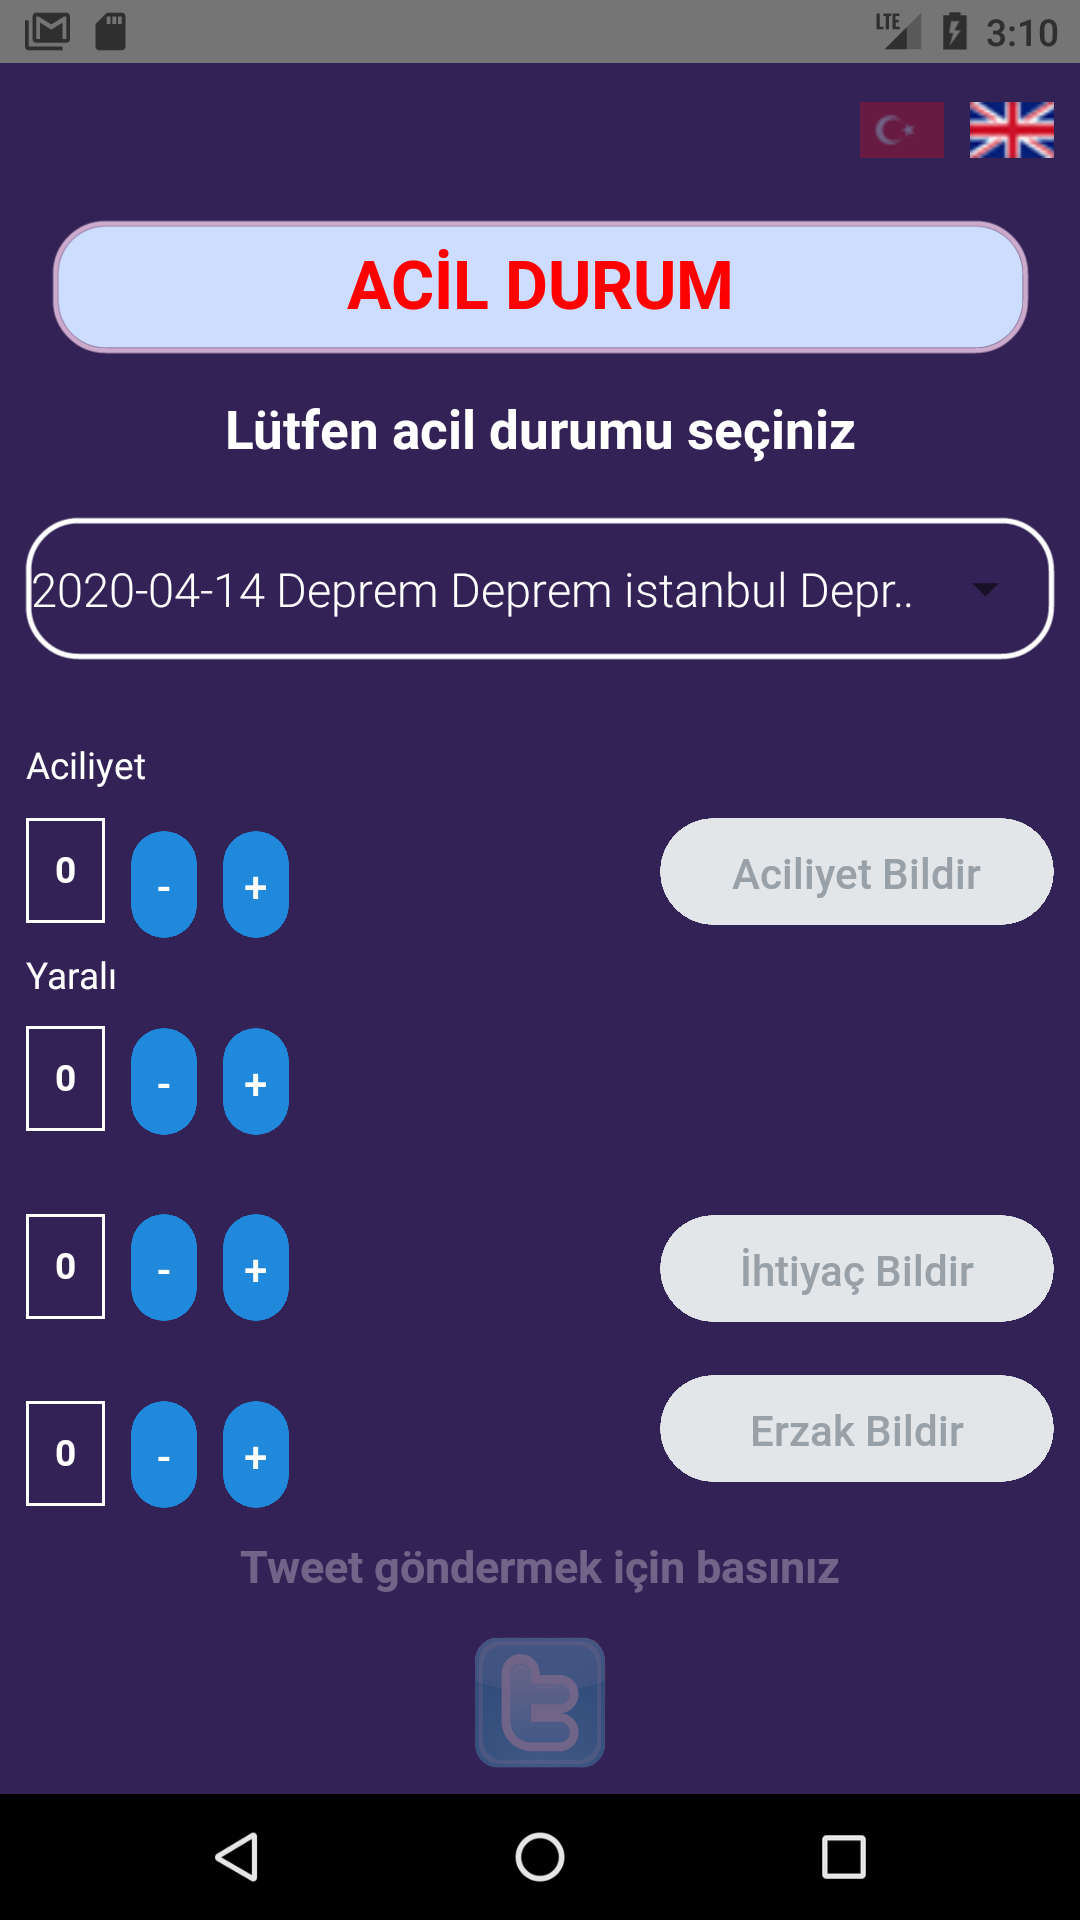 LTE 3:10
ACİL DURUM
Lütfen acil durumu seçiniz
2020-04-14 Deprem Deprem istanbul Depr..
Aciliyet
0 - + Aciliyet Bildir
Yaralı
0 - +
0 - + İhtiyaç Bildir
0 - + Erzak Bildir
Tweet göndermek için basınız